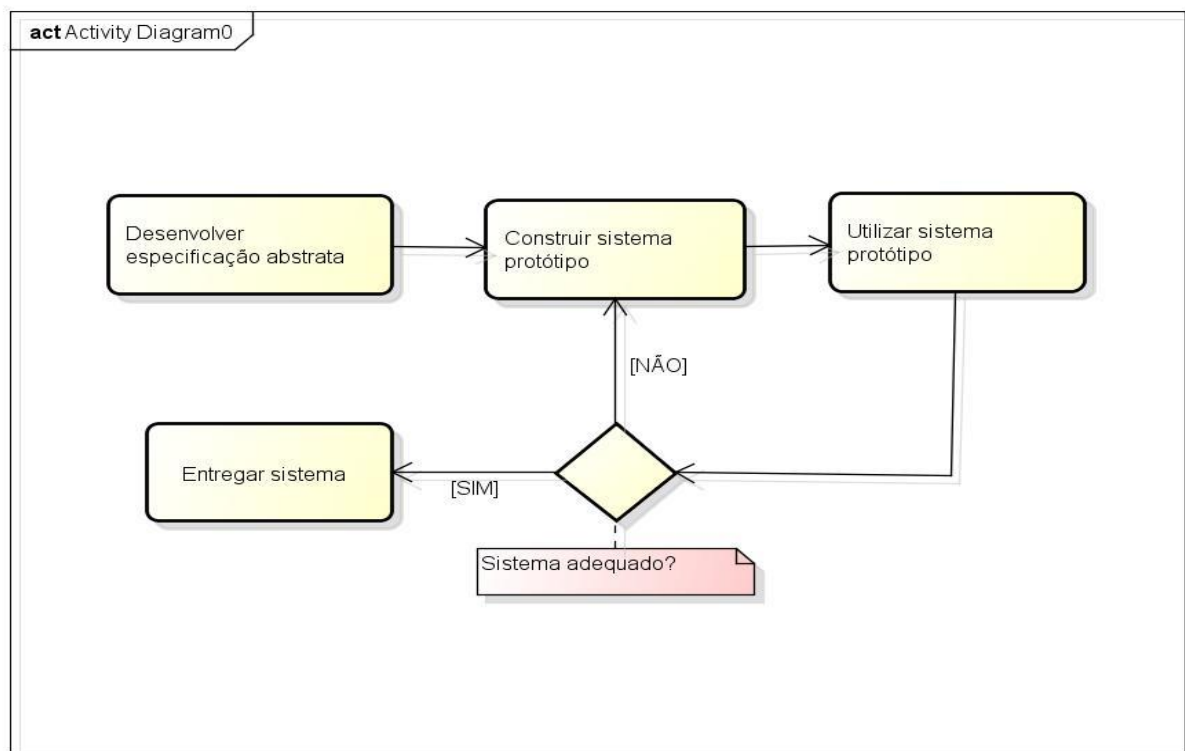 act Activity Diagram0
Desenvolver
especificação abstrata
Construir sistema
protótipo
Utilizar sistema
protótipo
[NÃO]
Entregar sistema
[SIM]
Sistema adequado?